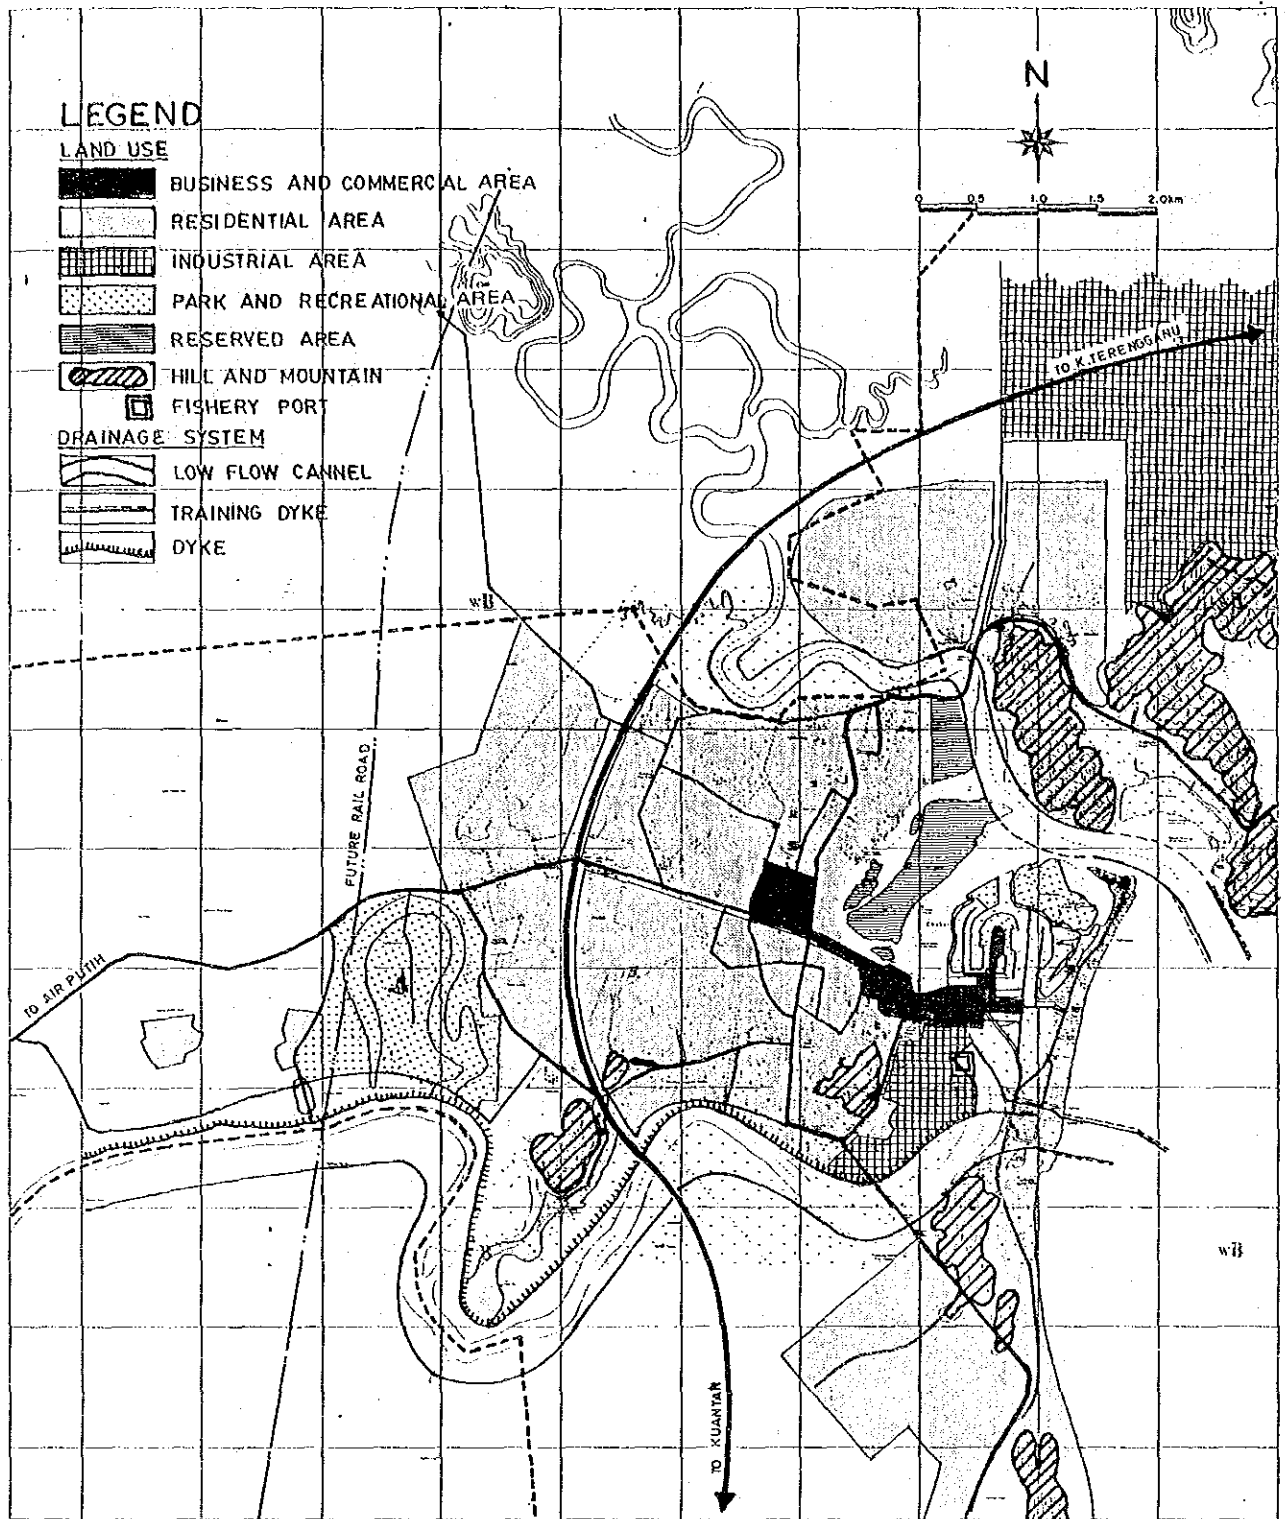 LEGEND
LAND USE
BUSINESS AND COMMERCIAL AREA
RESIDENTIAL AREA
INDUSTRIAL AREA
PARK AND RECREATIONAL AREA
RESERVED AREA
HILL AND MOUNTAIN
FISHERY PORT
DRAINAGE SYSTEM
LOW FLOW CANNEL
TRAINING DYKE
DYKE
N
0 0.5 1.0 1.5 2.0km
TO K.TERENGGANU
FUTURE RAIL ROAD
TO AIR PUTIH
TO KUANTAN